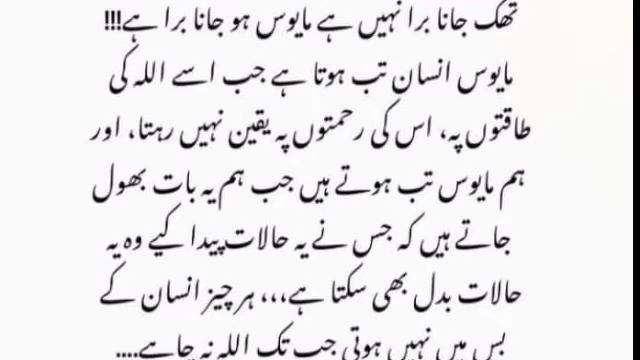 تھک جانا برا نہیں ہے مایوس ہو جانا برا ہے!!!
مایوس انسان تب ہوتا ہے جب اسے اللہ کی
طاقتوں پہ، اس کی رحمتوں پہ یقین نہیں رہتا، اور
ہم مایوس تب ہوتے ہیں جب ہم یہ بات بھول
جاتے ہیں کہ جس نے یہ حالات پیدا کیے وہ یہ
حالات بدل بھی سکتا ہے،،، ہر چیز انسان کے
بس میں نہیں ہوتی جب تک اللہ نہ چاہے....